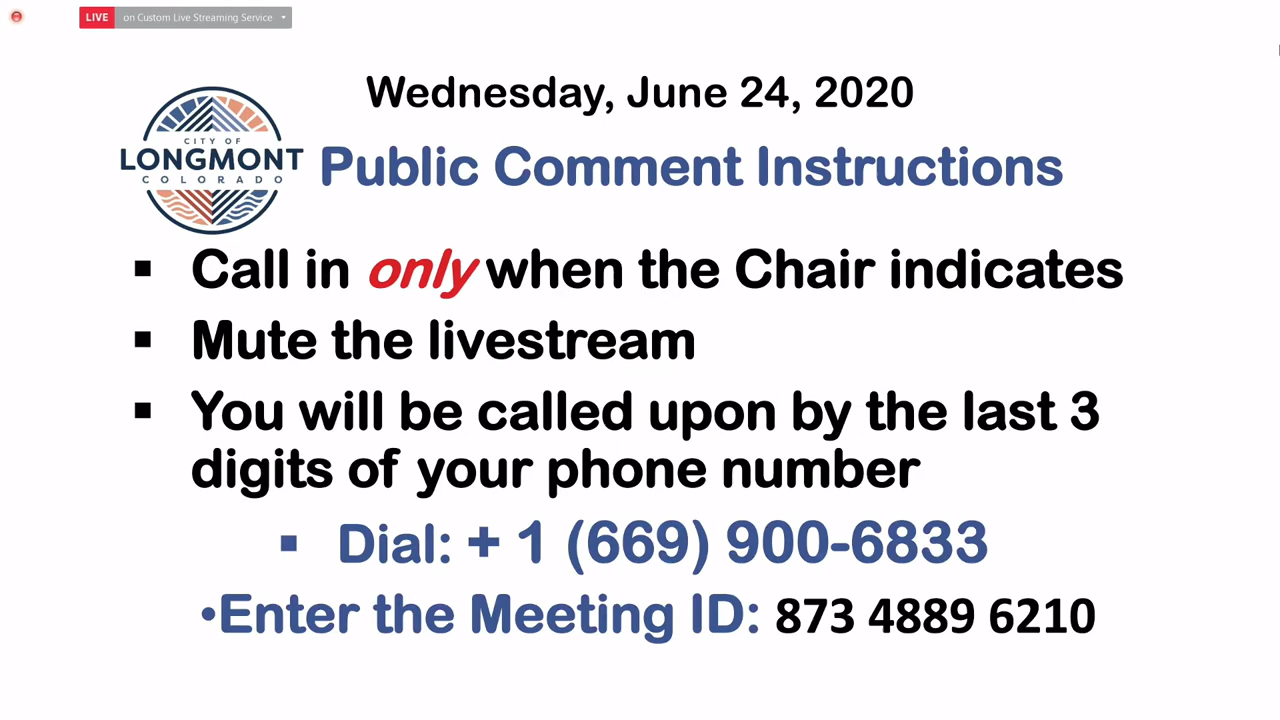 LIVE on Custom Live Streaming Service
Wednesday, June 24, 2020
CITY OF
LONGMONT
COLORADO
Public Comment Instructions
▪ Call in only when the Chair indicates
▪ Mute the livestream
▪ You will be called upon by the last 3
digits of your phone number
▪ Dial: + 1 (669) 900-6833
•Enter the Meeting ID: 873 4889 6210